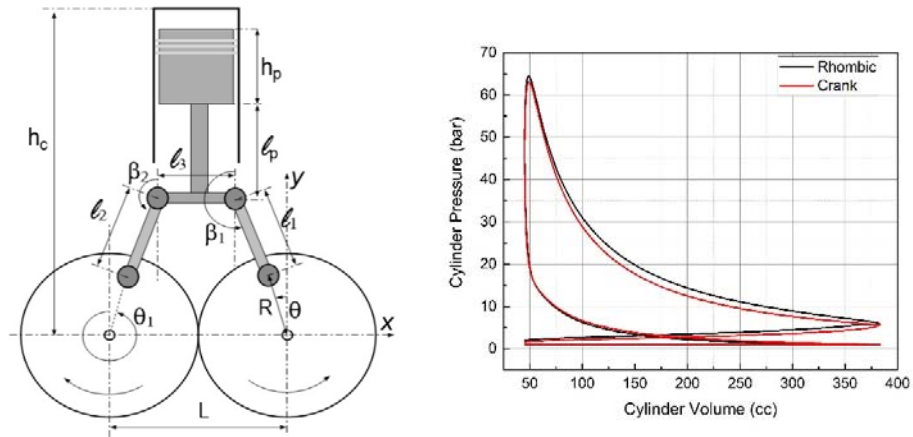 h_p
h_c
ℓ_p
ℓ_3
β_2
y
ℓ_2
ℓ_1
β_1
R
θ
θ_1
x
L
70
60
50
40
30
20
10
0
Cylinder Pressure (bar)
Rhombic
Crank
50 100 150 200 250 300 350 400
Cylinder Volume (cc)